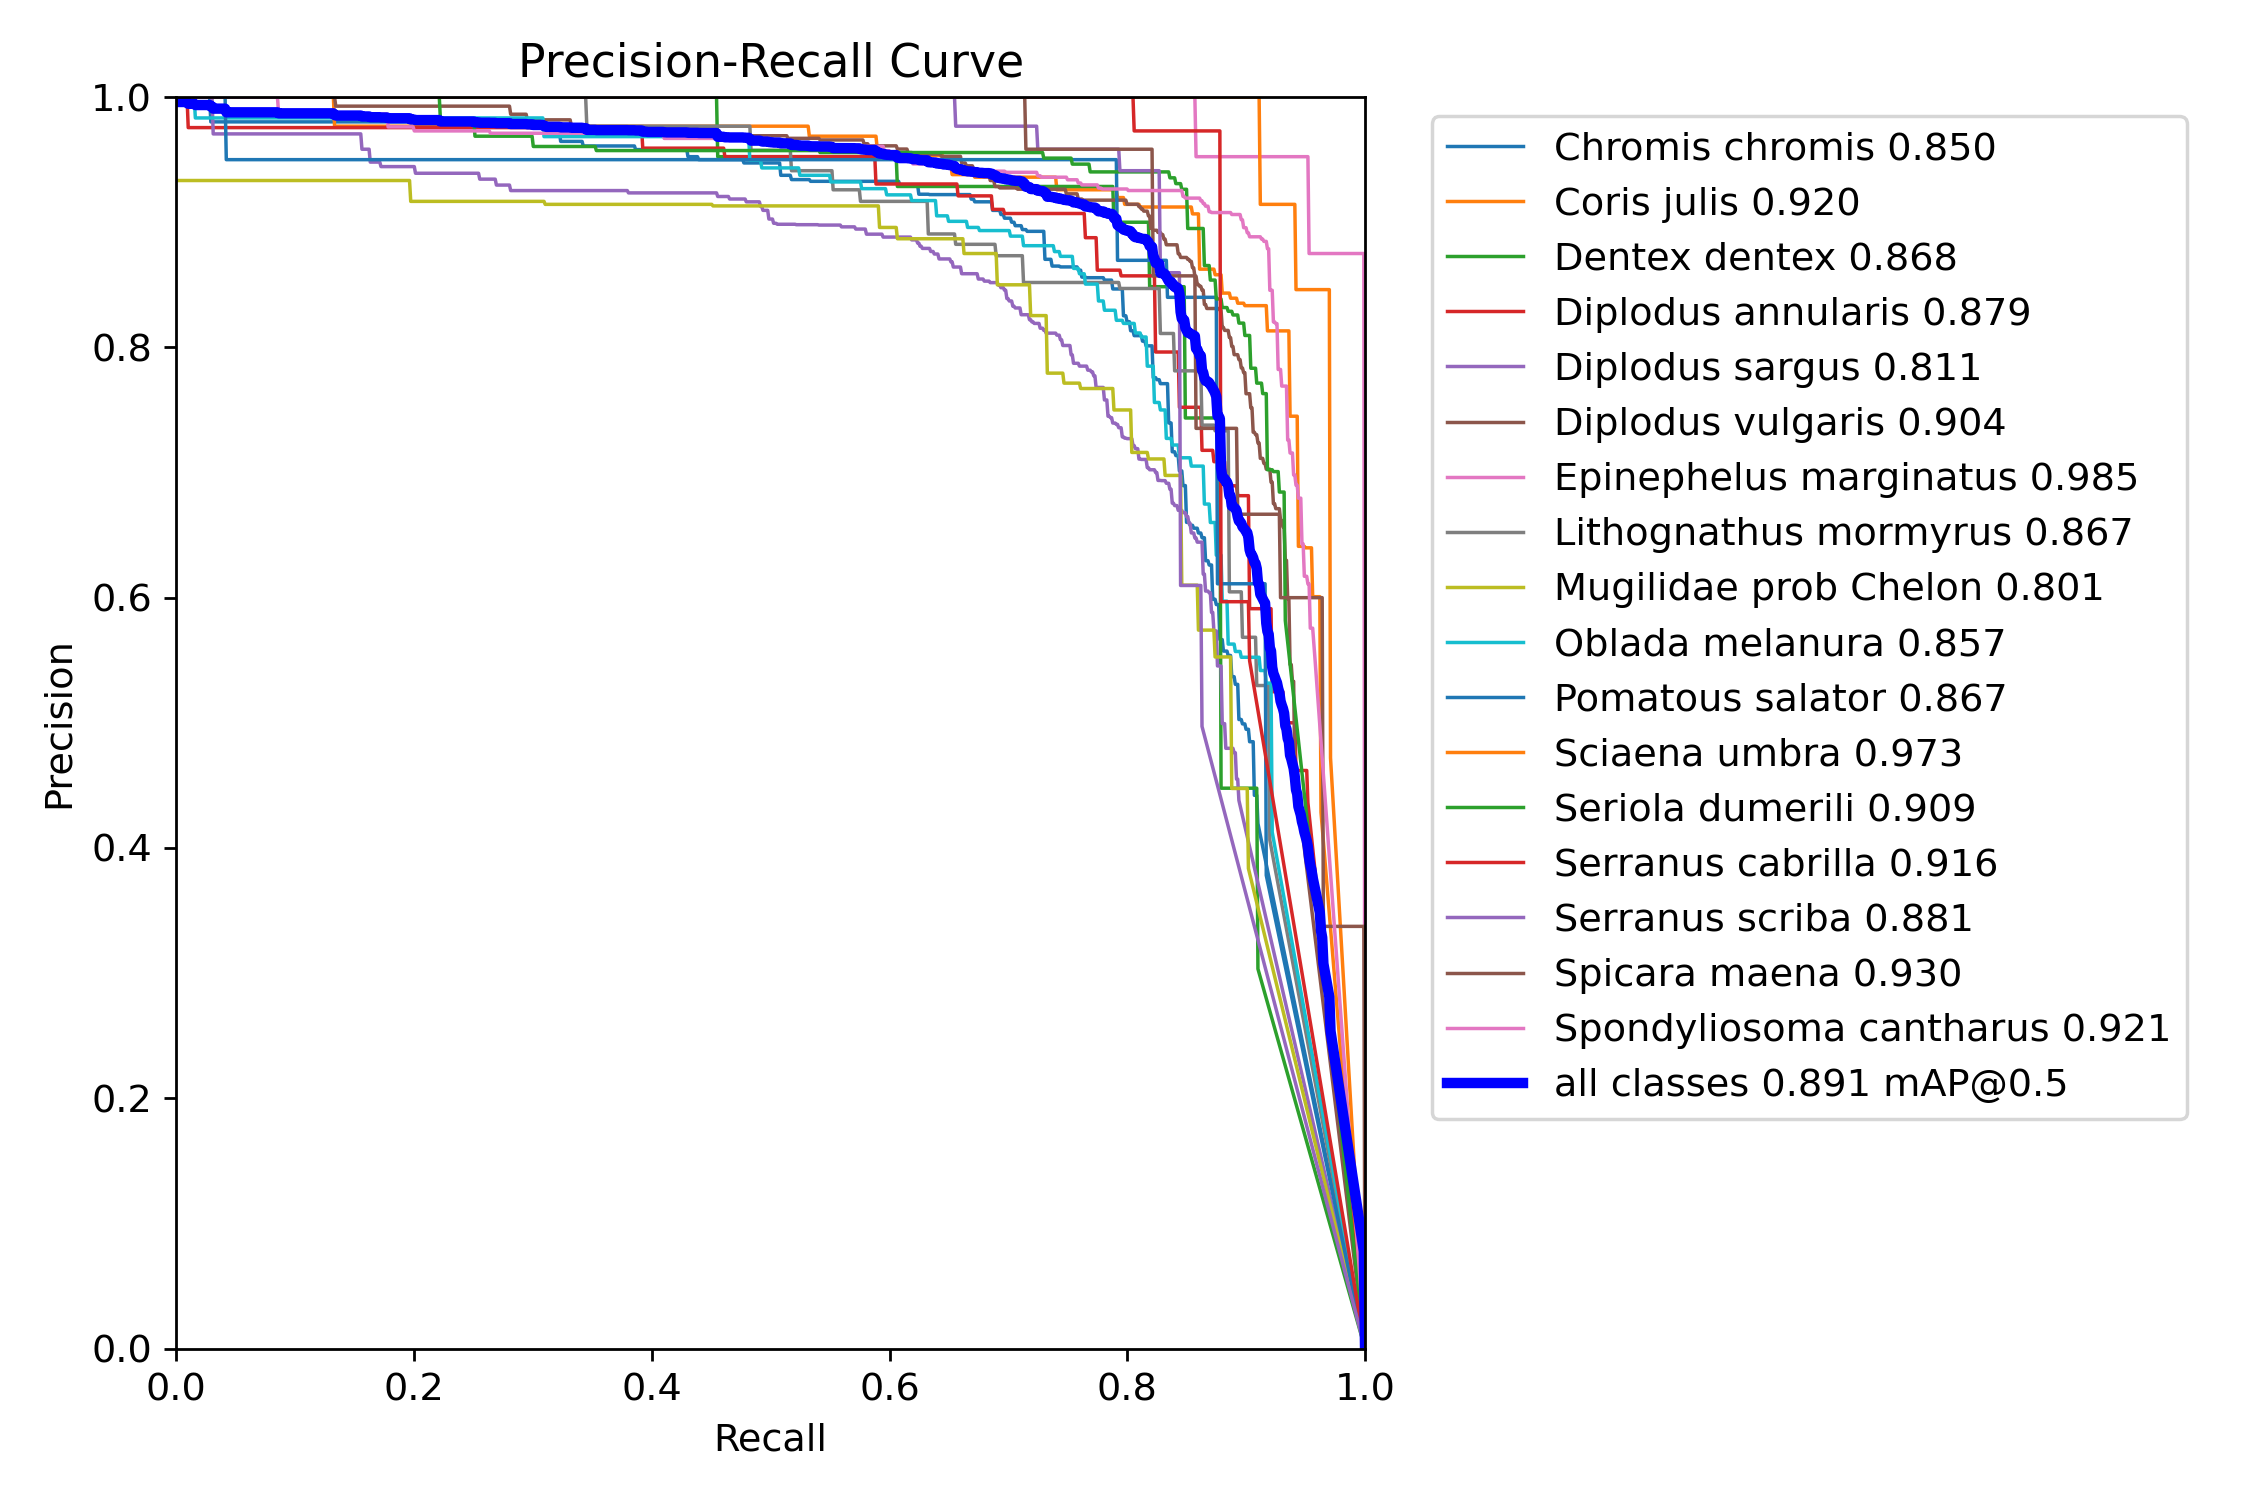 Precision-Recall Curve
1.0
0.8
0.6
0.4
0.2
0.0
Precision
0.0 0.2 0.4 0.6 0.8 1.0
Recall
Chromis chromis 0.850
Coris julis 0.920
Dentex dentex 0.868
Diplodus annularis 0.879
Diplodus sargus 0.811
Diplodus vulgaris 0.904
Epinephelus marginatus 0.985
Lithognathus mormyrus 0.867
Mugilidae prob Chelon 0.801
Oblada melanura 0.857
Pomatous salator 0.867
Sciaena umbra 0.973
Seriola dumerili 0.909
Serranus cabrilla 0.916
Serranus scriba 0.881
Spicara maena 0.930
Spondyliosoma cantharus 0.921
all classes 0.891 mAP@0.5